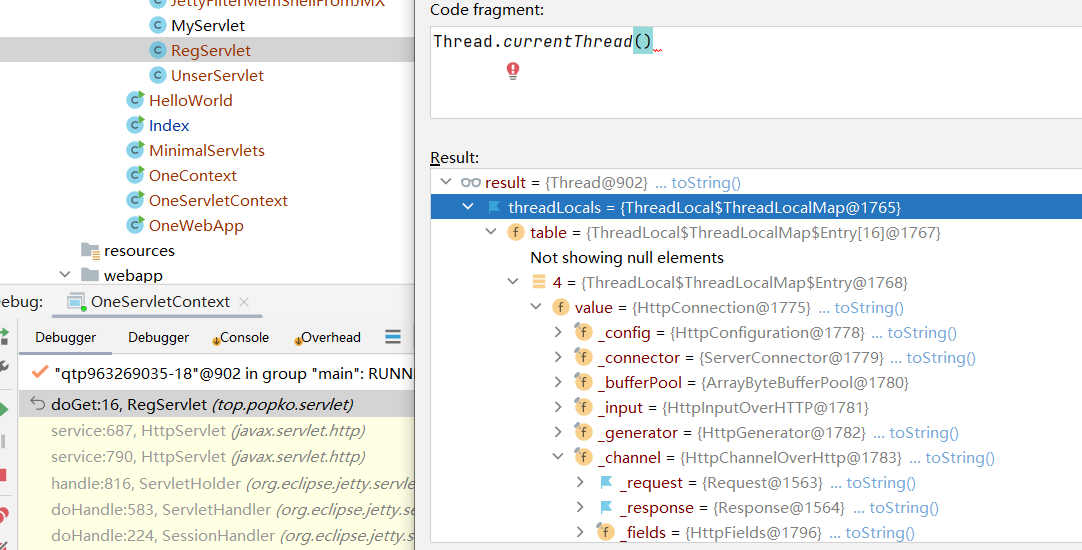 JettyFilterMemShellFromJMX
MyServlet
RegServlet
UnserServlet
HelloWorld
Index
MinimalServlets
OneContext
OneServletContext
OneWebApp
resources
webapp
ebug:
OneServletContext
Debugger
Debugger
Console
Overhead
"qtp963269035-18"@902 in group "main": RUNN
doGet:16, RegServlet (top.popko.servlet)
service:687, HttpServlet (javax.servlet.http)
service:790, HttpServlet (javax.servlet.http)
handle:816, ServletHolder (org.eclipse.jetty.servle
doHandle:583, ServletHandler (org.eclipse.jetty.se
doHandle:224, SessionHandler (org.eclipse.jetty.s
Code fragment:
Thread.currentThread()
Result:
result = {Thread@902} ... toString()
threadLocals = {ThreadLocal$ThreadLocalMap@1765}
table = {ThreadLocal$ThreadLocalMap$Entry[16]@1767}
Not showing null elements
4 = {ThreadLocal$ThreadLocalMap$Entry@1768}
value = {HttpConnection@1775} ... toString()
_config = {HttpConfiguration@1778} ... toString()
_connector = {ServerConnector@1779} ... toString()
_bufferPool = {ArrayByteBufferPool@1780}
_input = {HttpInputOverHTTP@1781}
_generator = {HttpGenerator@1782} ... toString()
_channel = {HttpChannelOverHttp@1783} ... toString()
_request = {Request@1563} ... toString()
_response = {Response@1564} ... toString()
_fields = {HttpFields@1796} ... toString()